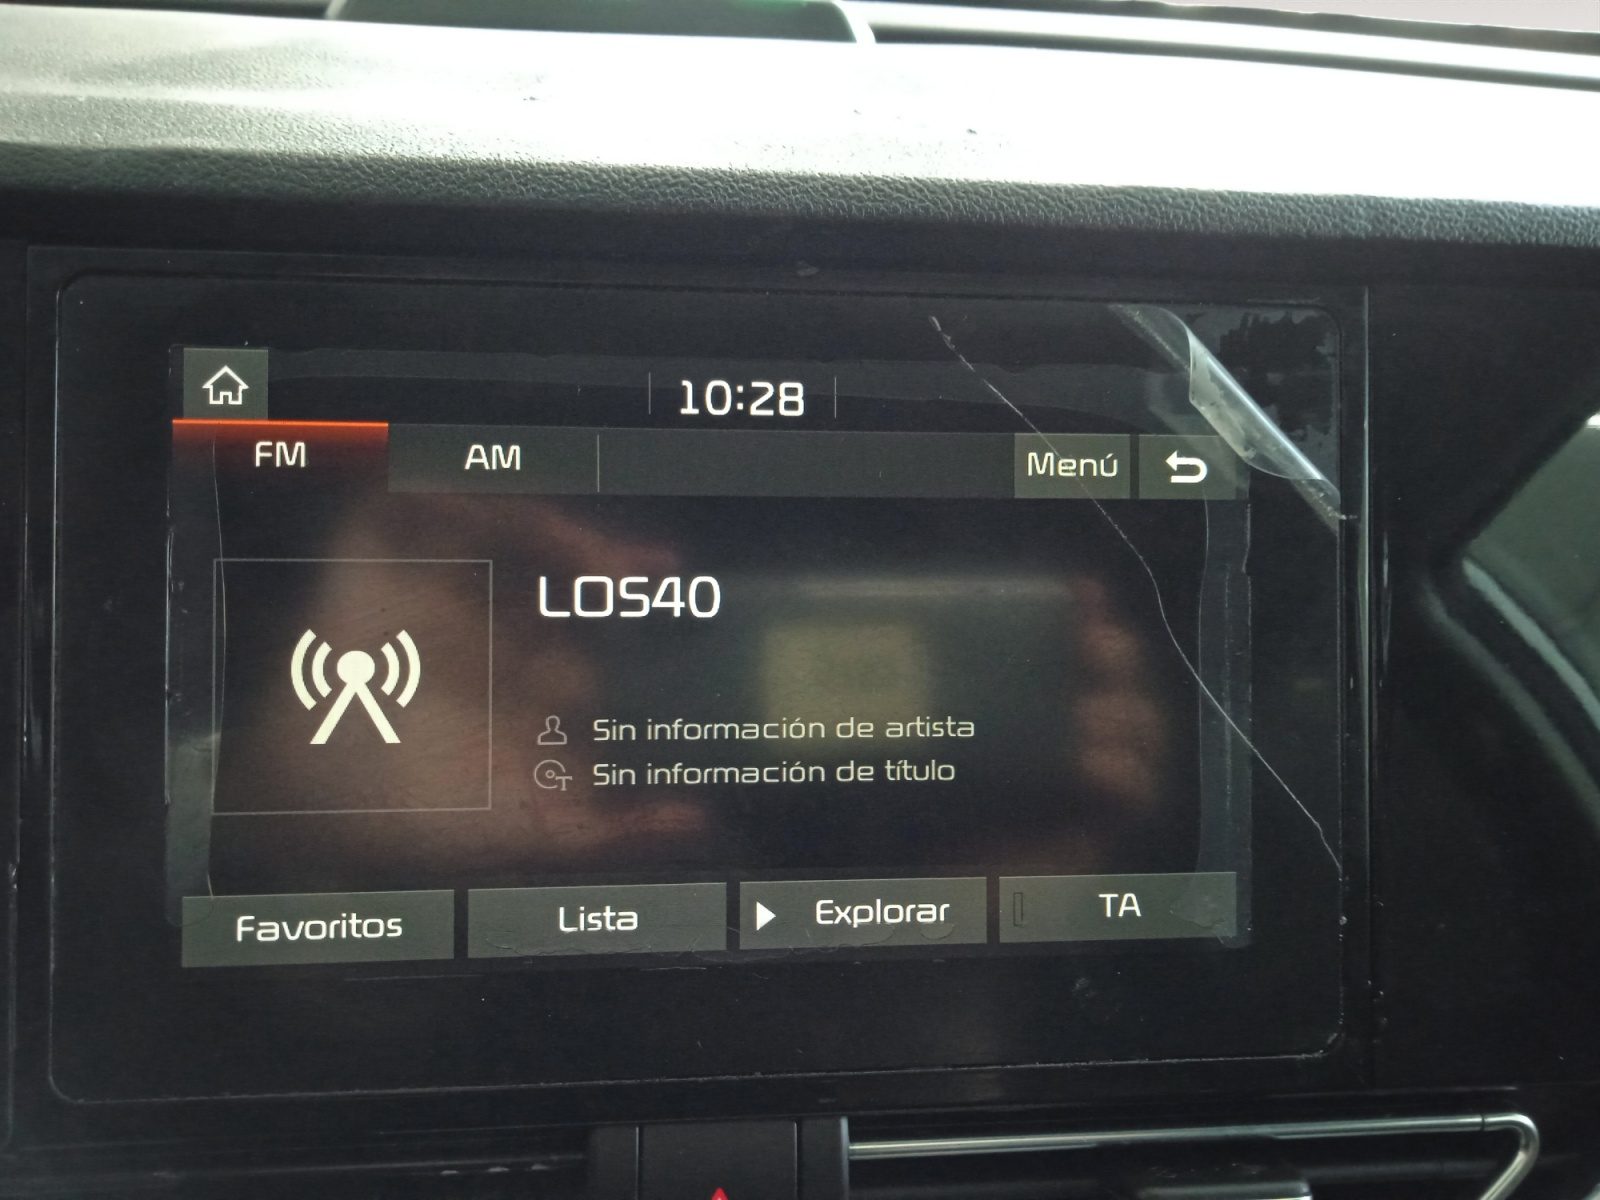 10:28
FM
AM
Menú
LOS40
Sin información de artista
Sin información de título
Favoritos
Lista
Explorar
TA